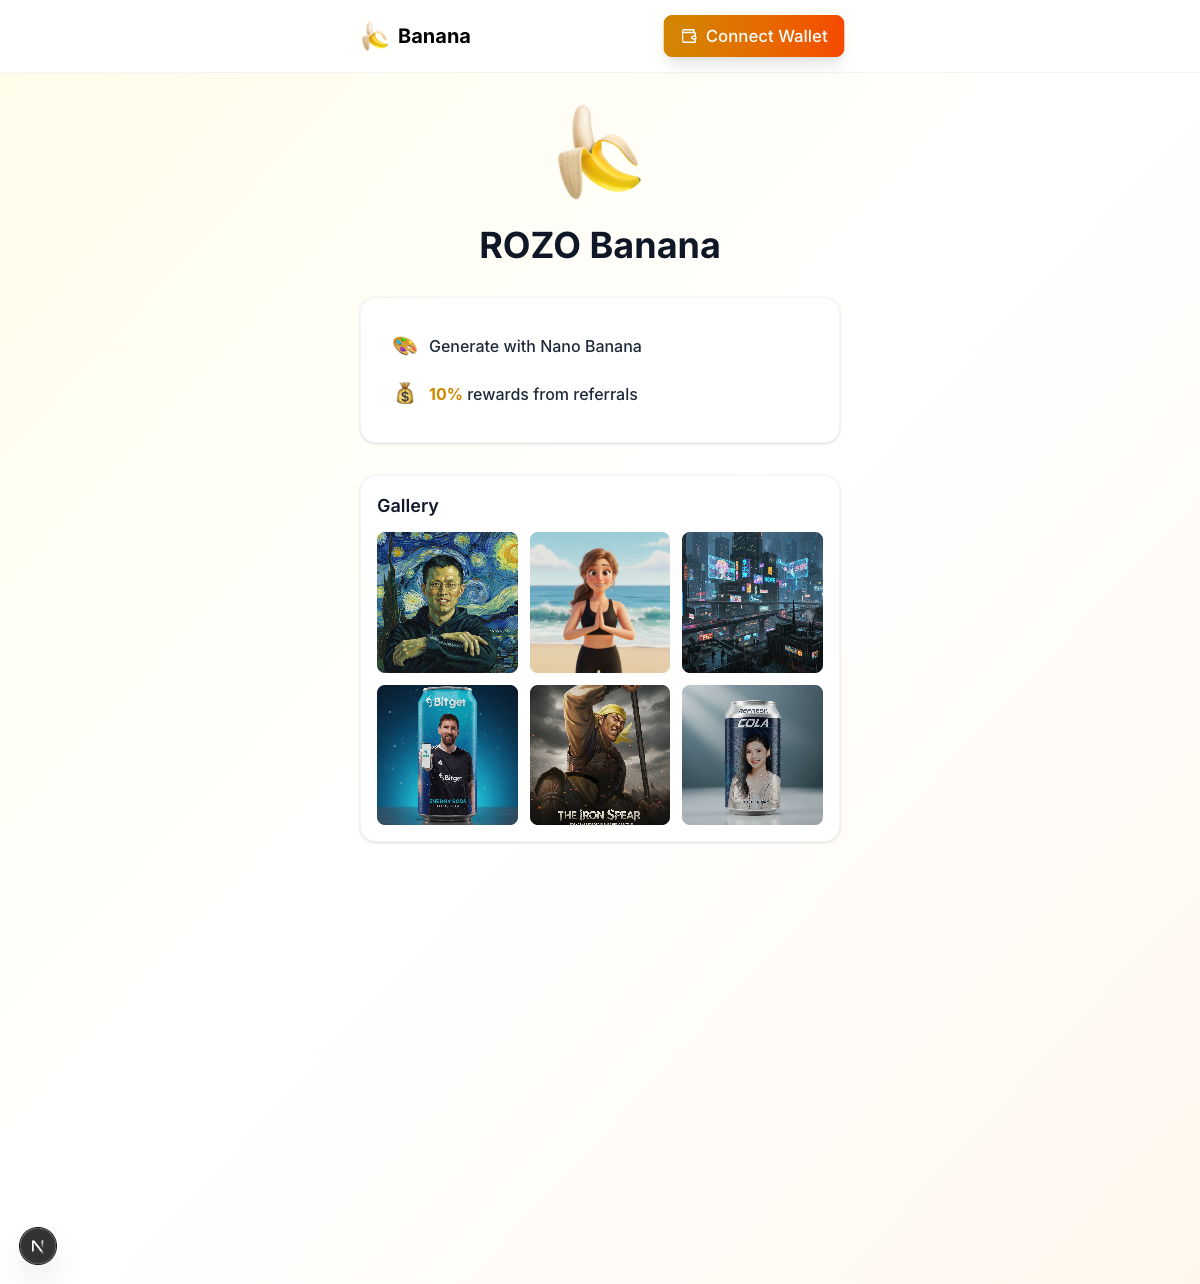 Banana
Connect Wallet
ROZO Banana
Generate with Nano Banana
10% rewards from referrals
Gallery
Bitget
Bitget
ENERGY SODA
THE IRON SPEAR
REFRESH
COLA
N